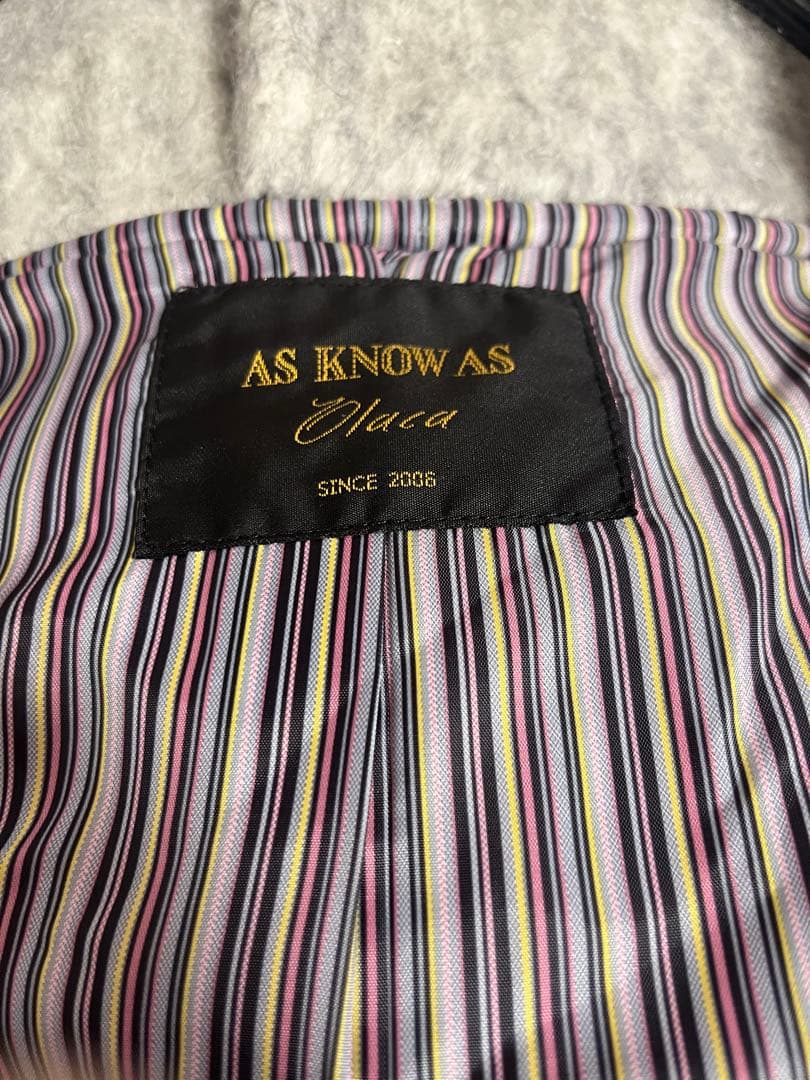 AS KNOW AS
Olaca
SINCE 2006